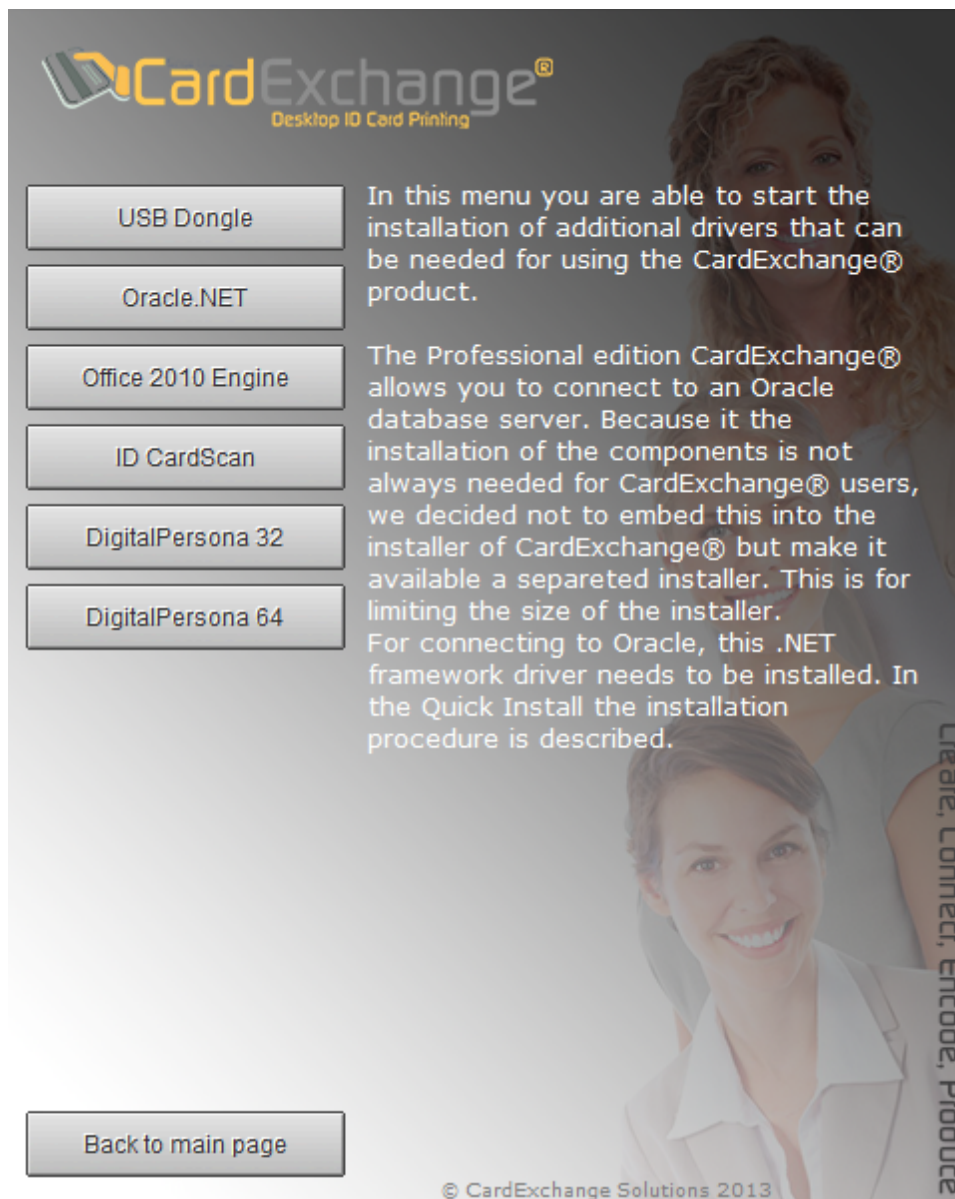 CardExchange®
Desktop ID Card Printing
USB Dongle
Oracle.NET
Office 2010 Engine
ID CardScan
DigitalPersona 32
DigitalPersona 64
In this menu you are able to start the
installation of additional drivers that can
be needed for using the CardExchange®
product.
The Professional edition CardExchange®
allows you to connect to an Oracle
database server. Because it the
installation of the components is not
always needed for CardExchange® users,
we decided not to embed this into the
installer of CardExchange® but make it
available a separeted installer. This is for
limiting the size of the installer.
For connecting to Oracle, this .NET
framework driver needs to be installed. In
the Quick Install the installation
procedure is described.
Create, Connect, Encode, Produce
Back to main page
© CardExchange Solutions 2013